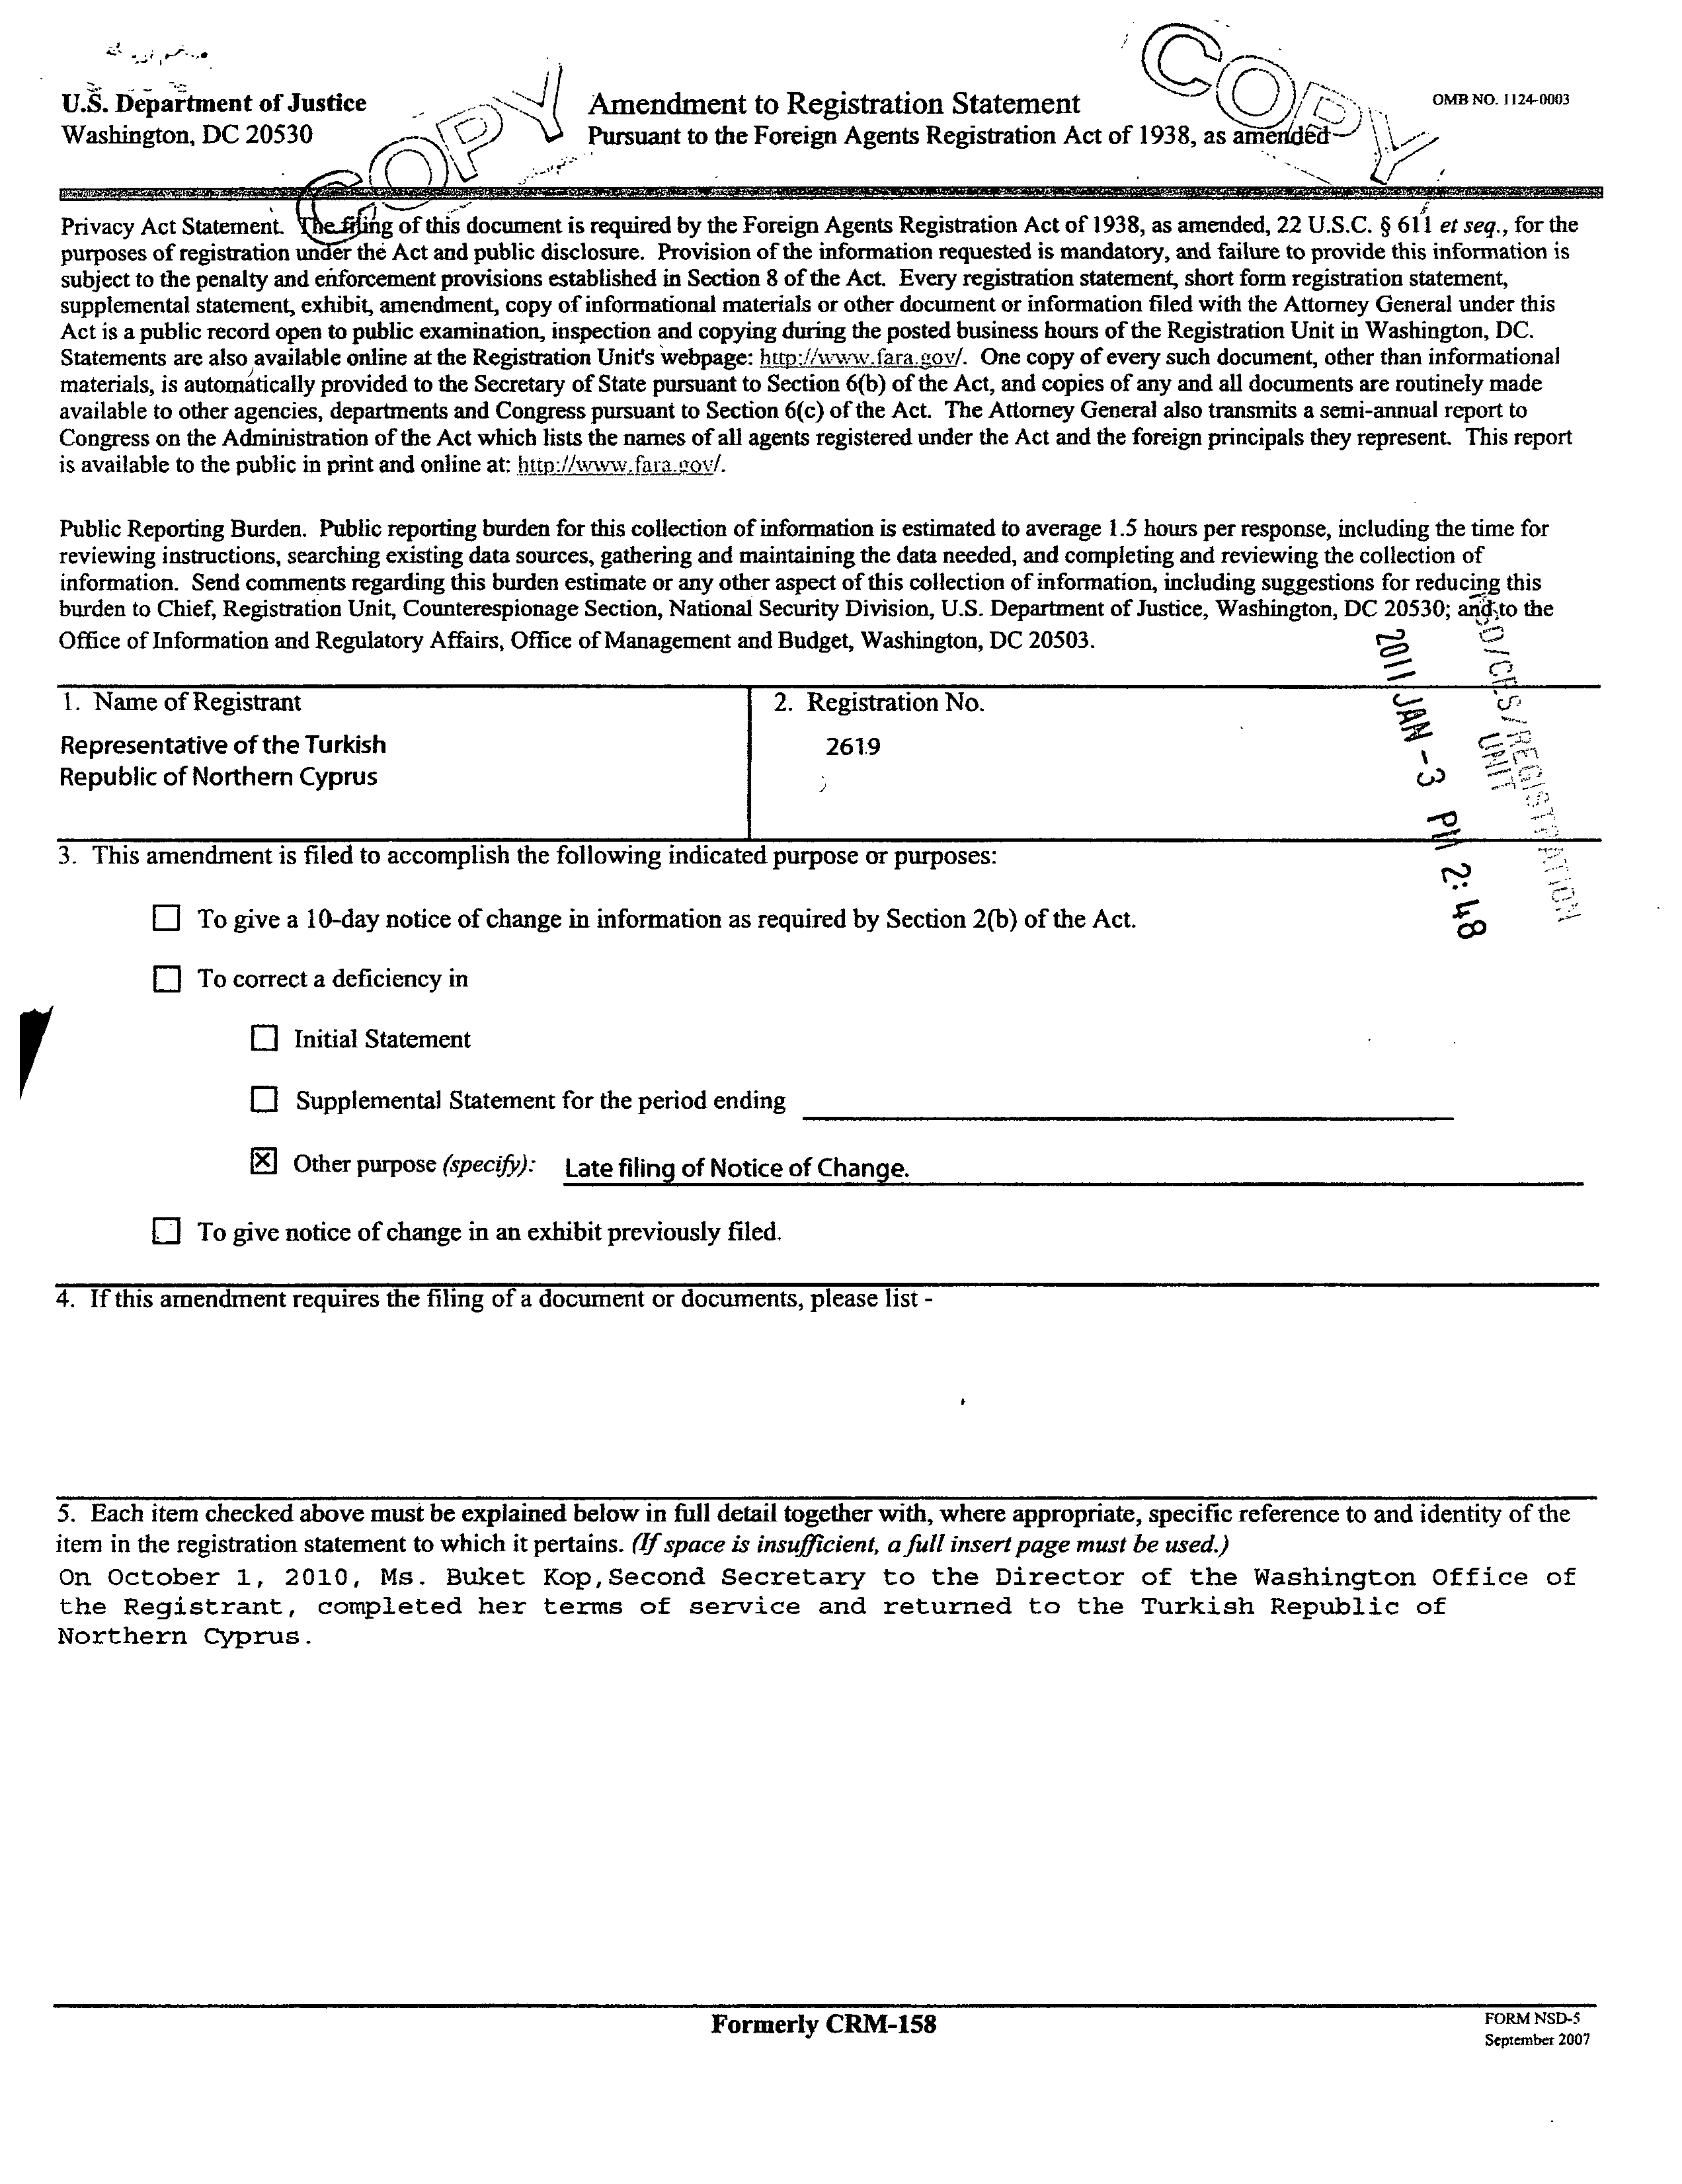 U.S. Department of Justice
Washington, DC 20530
COPY
Amendment to Registration Statement
Pursuant to the Foreign Agents Registration Act of 1938, as amended
COPY
OMB NO. 1124-0003
Privacy Act Statement. The filing of this document is required by the Foreign Agents Registration Act of 1938, as amended, 22 U.S.C. § 611 et seq., for the
purposes of registration under the Act and public disclosure. Provision of the information requested is mandatory, and failure to provide this information is
subject to the penalty and enforcement provisions established in Section 8 of the Act. Every registration statement, short form registration statement,
supplemental statement, exhibit, amendment, copy of informational materials or other document or information filed with the Attorney General under this
Act is a public record open to public examination, inspection and copying during the posted business hours of the Registration Unit in Washington, DC.
Statements are also available online at the Registration Unit's webpage: http://www.fara.gov/. One copy of every such document, other than informational
materials, is automatically provided to the Secretary of State pursuant to Section 6(b) of the Act, and copies of any and all documents are routinely made
available to other agencies, departments and Congress pursuant to Section 6(c) of the Act. The Attorney General also transmits a semi-annual report to
Congress on the Administration of the Act which lists the names of all agents registered under the Act and the foreign principals they represent. This report
is available to the public in print and online at: http://www.fara.gov/.
Public Reporting Burden. Public reporting burden for this collection of information is estimated to average 1.5 hours per response, including the time for
reviewing instructions, searching existing data sources, gathering and maintaining the data needed, and completing and reviewing the collection of
information. Send comments regarding this burden estimate or any other aspect of this collection of information, including suggestions for reducing this
burden to Chief, Registration Unit, Counterespionage Section, National Security Division, U.S. Department of Justice, Washington, DC 20530; and to the
Office of Information and Regulatory Affairs, Office of Management and Budget, Washington, DC 20503.
2011 JAN -3 PM 2:48
REGISTRATION
UNIT
1. Name of Registrant
Representative of the Turkish
Republic of Northern Cyprus
2. Registration No.
2619
3. This amendment is filed to accomplish the following indicated purpose or purposes:
To give a 10-day notice of change in information as required by Section 2(b) of the Act.
To correct a deficiency in
Initial Statement
Supplemental Statement for the period ending
Other purpose (specify): Late filing of Notice of Change.
To give notice of change in an exhibit previously filed.
4. If this amendment requires the filing of a document or documents, please list -
5. Each item checked above must be explained below in full detail together with, where appropriate, specific reference to and identity of the
item in the registration statement to which it pertains. (If space is insufficient, a full insert page must be used.)
On October 1, 2010, Ms. Buket Kop,Second Secretary to the Director of the Washington Office of
the Registrant, completed her terms of service and returned to the Turkish Republic of
Northern Cyprus.
Formerly CRM-158
FORM NSD-5
September 2007